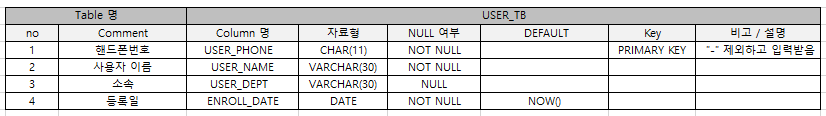 Table 명 USER_TB
no Comment Column 명 자료형 NULL 여부 DEFAULT Key 비고 / 설명
1 핸드폰번호 USER_PHONE CHAR(11) NOT NULL PRIMARY KEY "-" 제외하고 입력받음
2 사용자 이름 USER_NAME VARCHAR(30) NOT NULL
3 소속 USER_DEPT VARCHAR(30) NULL
4 등록일 ENROLL_DATE DATE NOT NULL NOW()